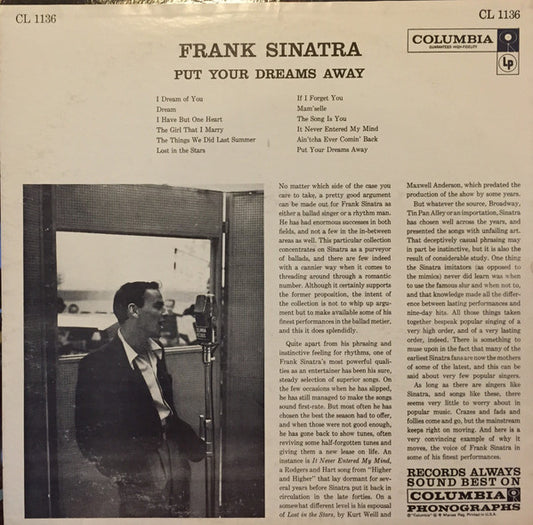 CL 1136
CL 1136
COLUMBIA
GUARANTEED HIGH-FIDELITY
Lp
FRANK SINATRA
PUT YOUR DREAMS AWAY
I Dream of You
Dream
I Have But One Heart
The Girl That I Marry
The Things We Did Last Summer
Lost in the Stars
If I Forget You
Mam'selle
The Song Is You
It Never Entered My Mind
Ain'tcha Ever Comin' Back
Put Your Dreams Away
COLUMBIA
No matter which side of the case you
care to take, a pretty good argument
can be made out for Frank Sinatra as
either a ballad singer or a rhythm man.
He has had enormous successes in both
fields, and not a few in the in-between
areas as well. This particular collection
concentrates on Sinatra as a purveyor
of ballads, and there are few indeed
with a cannier way when it comes to
threading around through a romantic
number. Although it certainly supports
the former proposition, the intent of
the collection is not to whip up argu-
ment but to make available some of his
finest performances in the ballad metier,
and this it does splendidly.
Quite apart from his phrasing and
instinctive feeling for rhythms, one of
Frank Sinatra's most powerful quali-
ties as an entertainer has been his sure,
steady selection of superior songs. On
the few occasions when he has slipped,
he has still managed to make the songs
sound first-rate. But most often he has
chosen the best the season had to offer,
and when those were not good enough,
he has gone back to show tunes, often
reviving some half-forgotten tunes and
giving them a new lease on life. An
instance is It Never Entered My Mind,
a Rodgers and Hart song from "Higher
and Higher" that lay dormant for sev-
eral years before Sinatra put it back in
circulation in the late forties. On a
somewhat different level is his espousal
of Lost in the Stars, by Kurt Weill and
Maxwell Anderson, which predated the
production of the show by some years.
But whatever the source, Broadway,
Tin Pan Alley or an importation, Sinatra
has chosen well across the years, and
presented the songs with unfailing art.
That deceptively casual phrasing may
in part be instinctive, but it is also the
result of considerable study. One thing
the Sinatra imitators (as opposed to
the mimics) never did learn was when
to use the famous slur and when not to,
and that knowledge made all the differ-
ence between lasting performances and
nine-day hits. All those things taken
together bespeak popular singing of a
very high order, and of a very lasting
order, indeed. There is something to
muse upon in the fact that many of the
earliest Sinatra fans are now the mothers
of some of the latest, and this can be
said about very few popular singers.
As long as there are singers like
Sinatra, and songs like these, there
seems very little to worry about in
popular music. Crazes and fads and
follies come and go, but the mainstream
keeps right on moving. And here is a
very convincing example of why it
moves, the voice of Frank Sinatra in
some of his finest performances.
RECORDS ALWAYS
SOUND BEST ON
COLUMBIA
PHONOGRAPHS
® "Columbia" ® Marcas Reg. Printed in U.S.A.